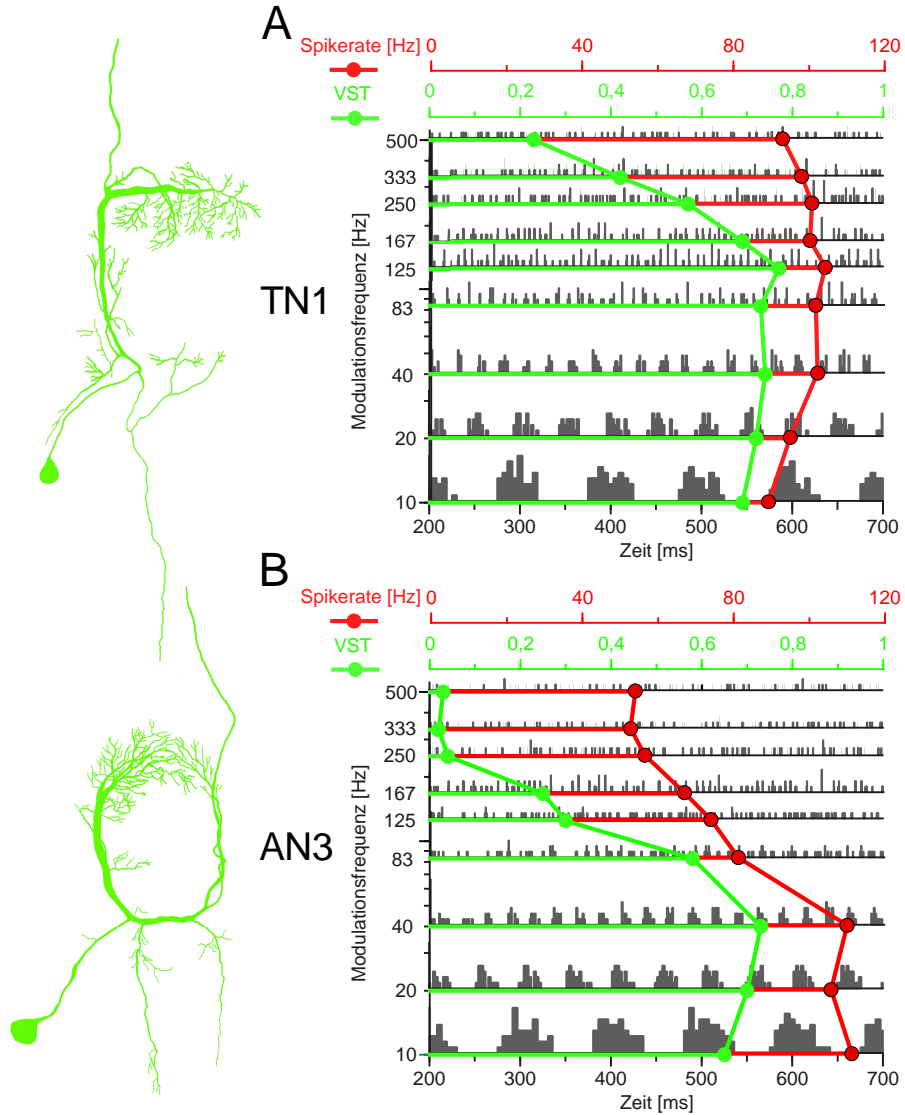 A
Spikerate [Hz] 0 40 80 120
VST
0 0,2 0,4 0,6 0,8 1
TN1
Modulationsfrequenz [Hz]
500
333
250
167
125
83
40
20
10
200 300 400 500 600 700
Zeit [ms]
B
Spikerate [Hz] 0 40 80 120
VST
0 0,2 0,4 0,6 0,8 1
AN3
Modulationsfrequenz [Hz]
500
333
250
167
125
83
40
20
10
200 300 400 500 600 700
Zeit [ms]